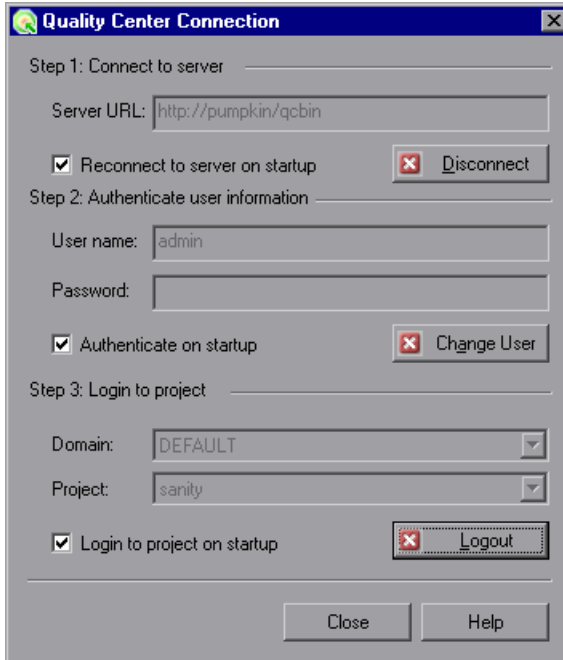 Quality Center Connection
Step 1: Connect to server
Server URL: http://pumpkin/qcbin
Reconnect to server on startup Disconnect
Step 2: Authenticate user information
User name: admin
Password:
Authenticate on startup Change User
Step 3: Login to project
Domain: DEFAULT
Project: sanity
Login to project on startup Logout
Close Help